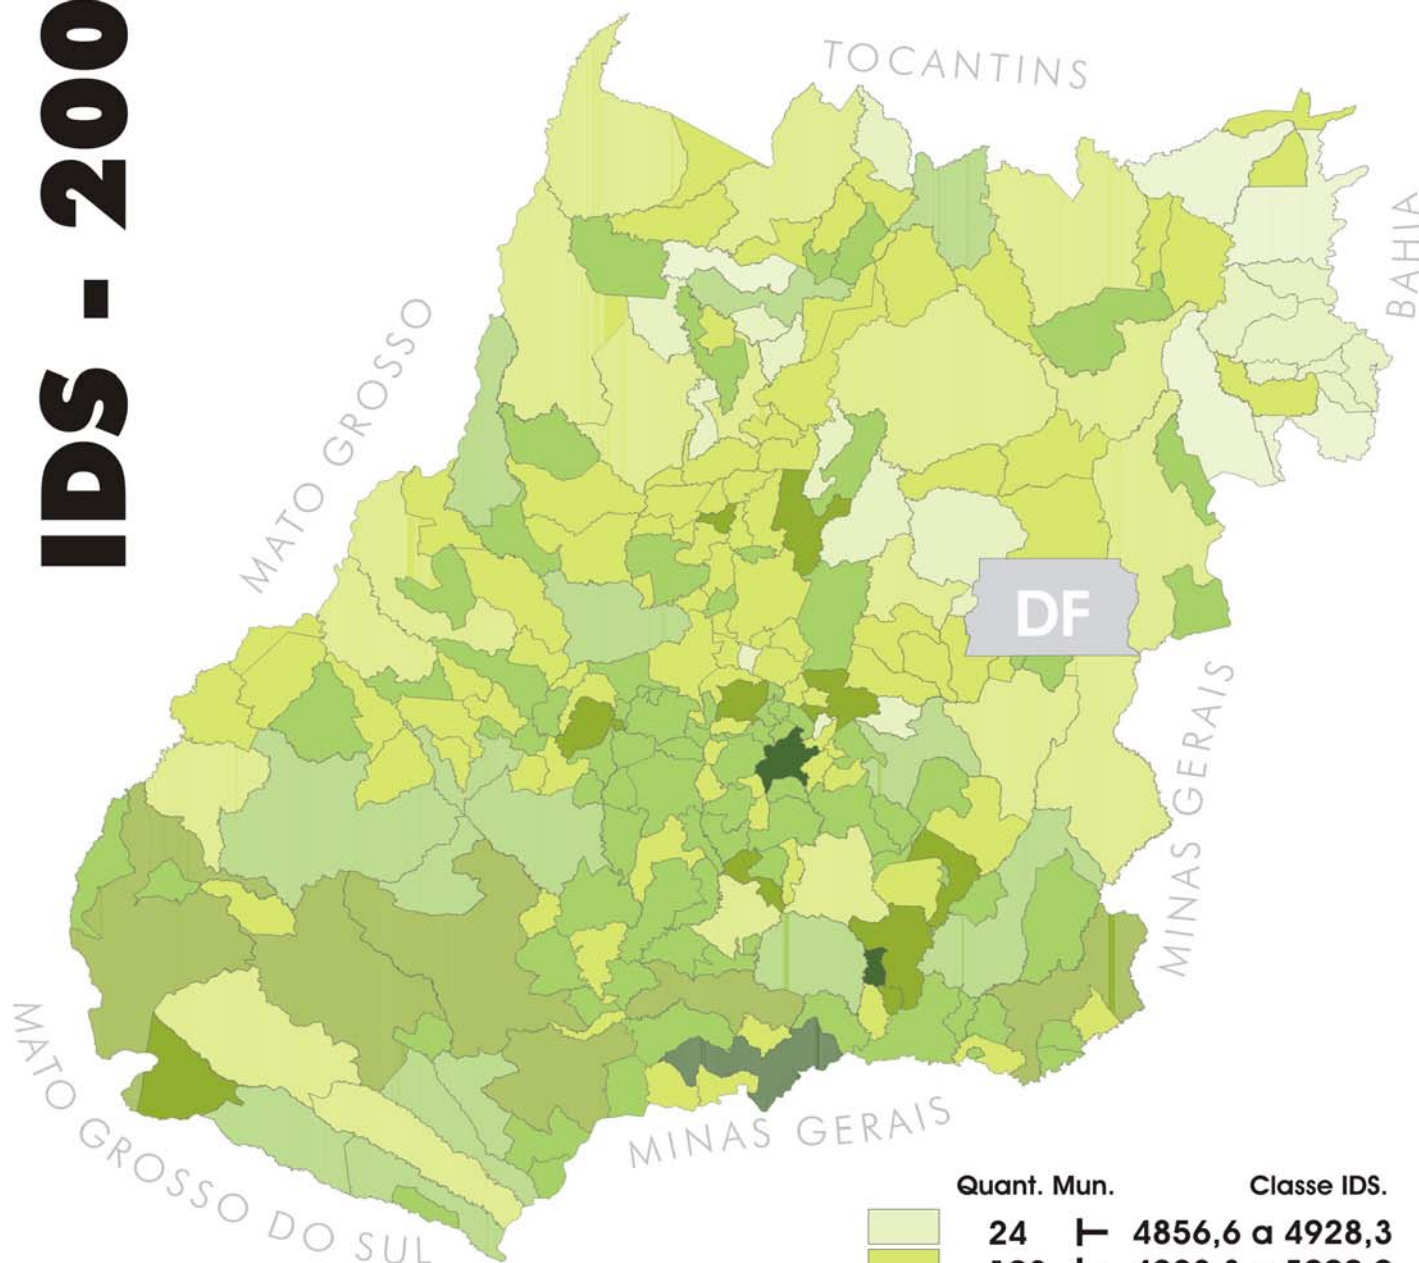 IDS - 200
TOCANTINS
BAHIA
MATO GROSSO
DF
MINAS GERAIS
MATO GROSSO DO SUL
MINAS GERAIS
Quant. Mun. Classe IDS.
24 4856,6 a 4928,3